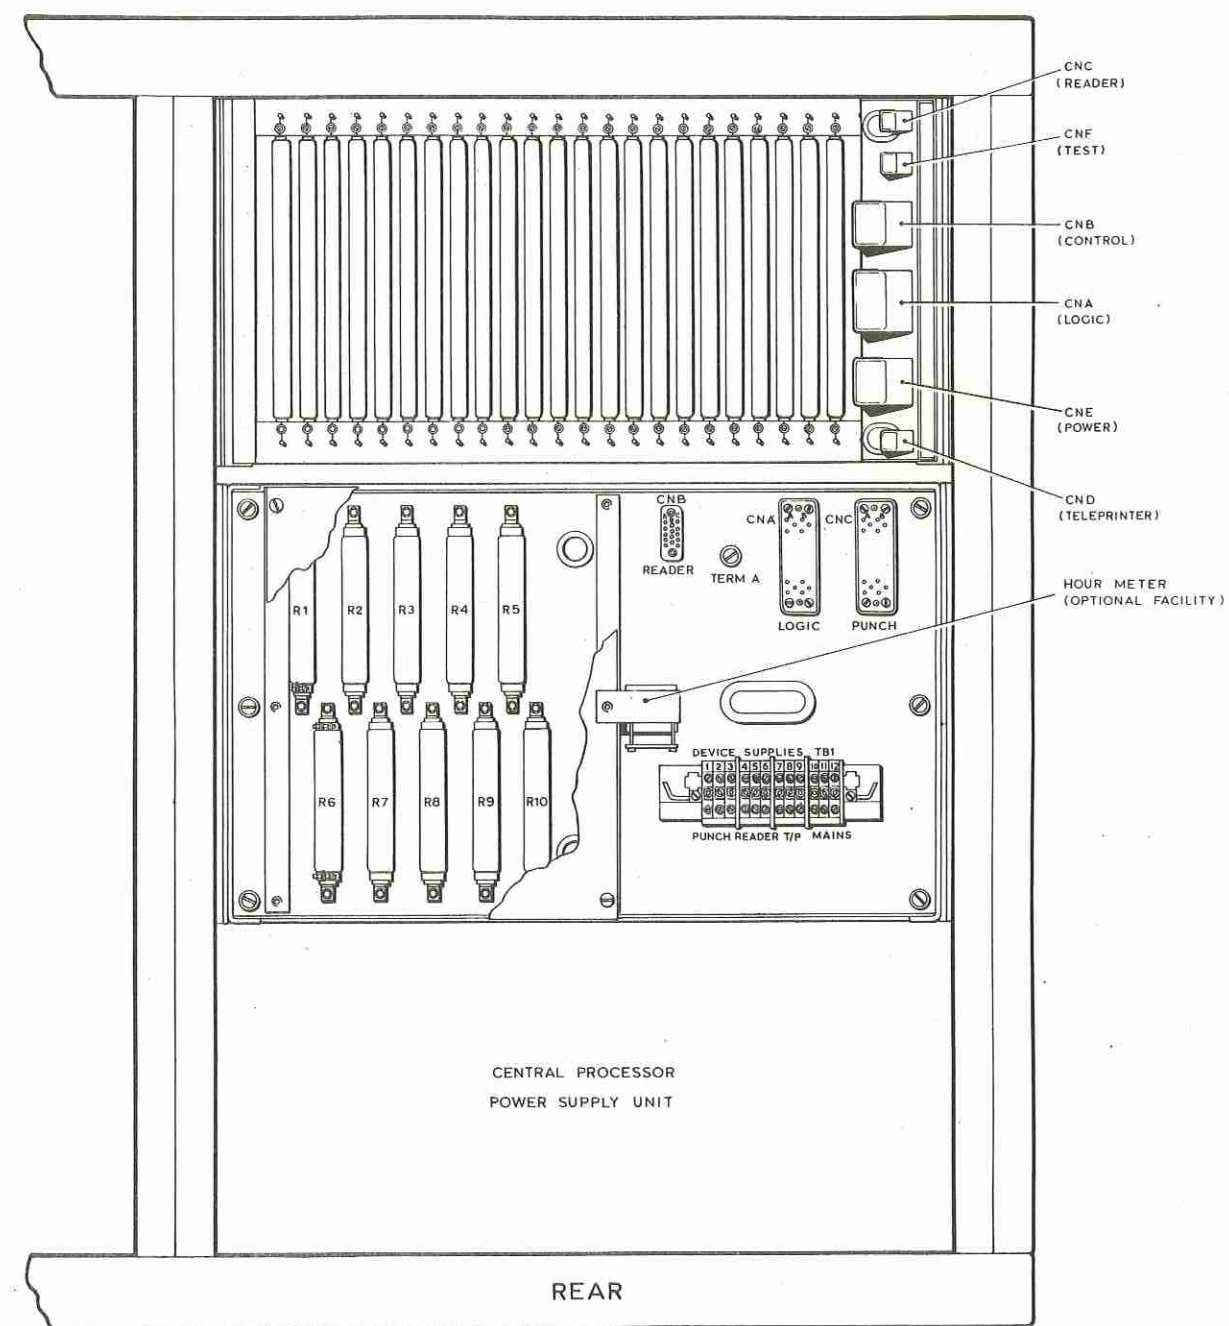 CNC
(READER)
CNF
(TEST)
CNB
(CONTROL)
CNA
(LOGIC)
CNE
(POWER)
CND
(TELEPRINTER)
HOUR METER
(OPTIONAL FACILITY)
CNB
READER
TERM A
CNA
LOGIC
CNC
PUNCH
R1
R2
R3
R4
R5
R6
R7
R8
R9
R10
DEVICE SUPPLIES TB1
1 2 3 4 5 6 7 8 9 10 11 12
PUNCH READER T/P MAINS
CENTRAL PROCESSOR
POWER SUPPLY UNIT
REAR